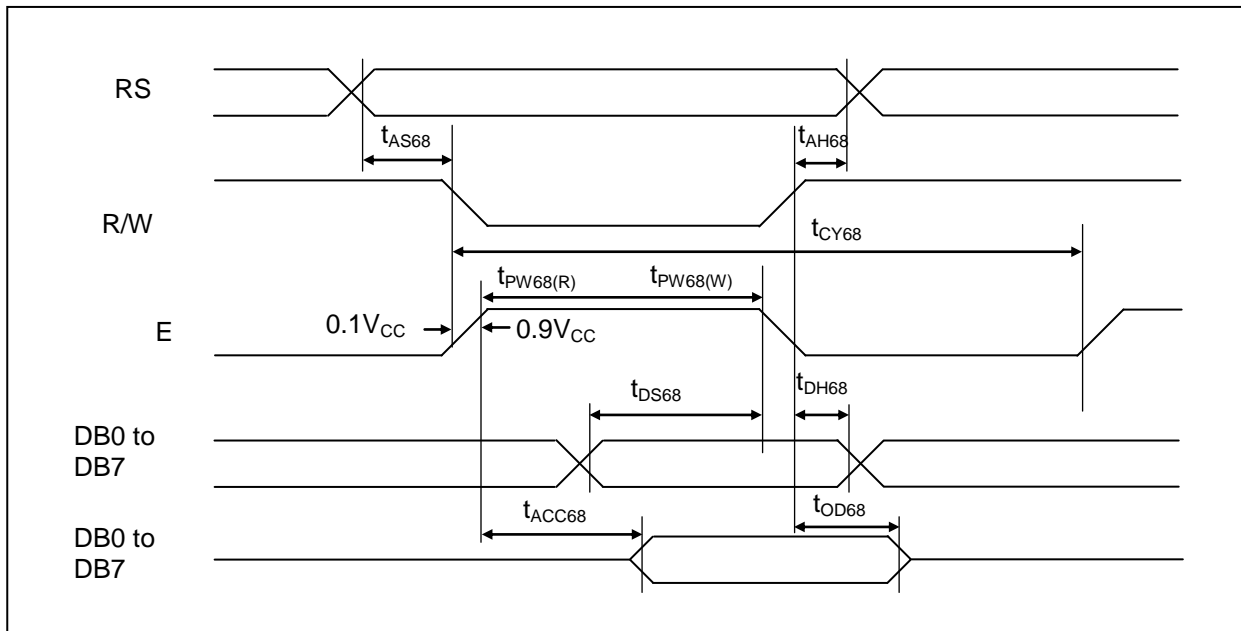 RS
tAS68
tAH68
R/W
tCY68
tPW68(R)
tPW68(W)
0.1VCC
0.9VCC
E
tDS68
tDH68
DB0 to
DB7
tACC68
tOD68
DB0 to
DB7